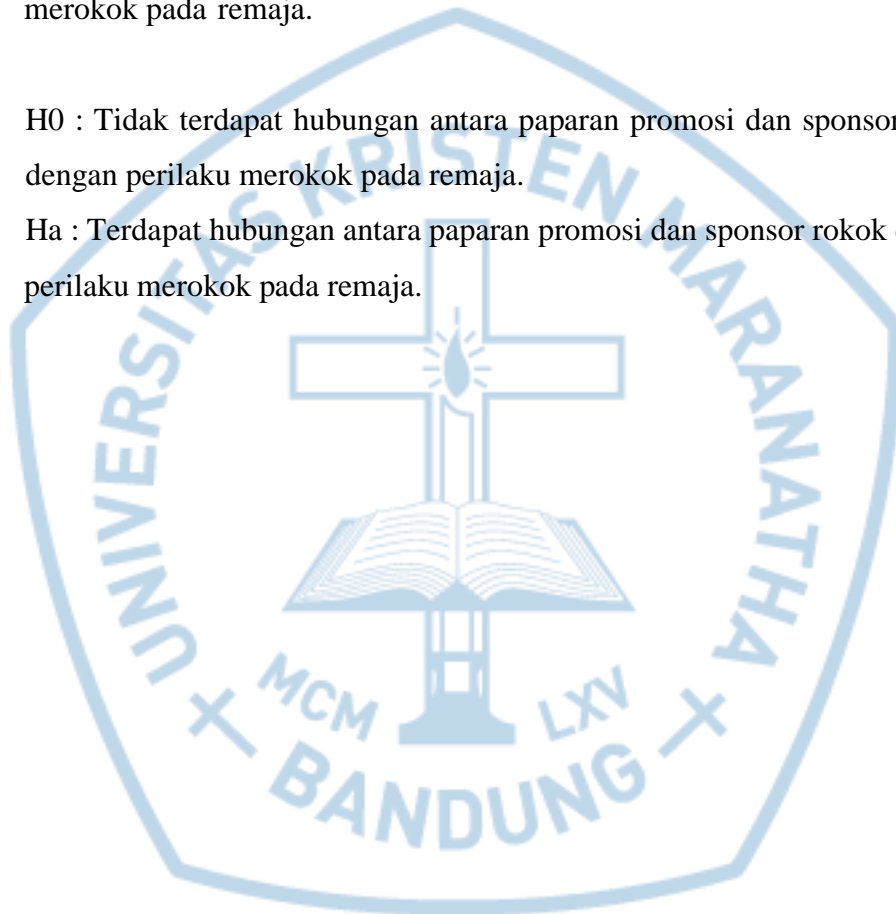 merokok pada remaja.
H0 : Tidak terdapat hubungan antara paparan promosi dan sponsor
dengan perilaku merokok pada remaja.
Ha : Terdapat hubungan antara paparan promosi dan sponsor rokok
perilaku merokok pada remaja.
UNIVERSITAS KRISTEN MARANATHA
MCM LXV
BANDUNG